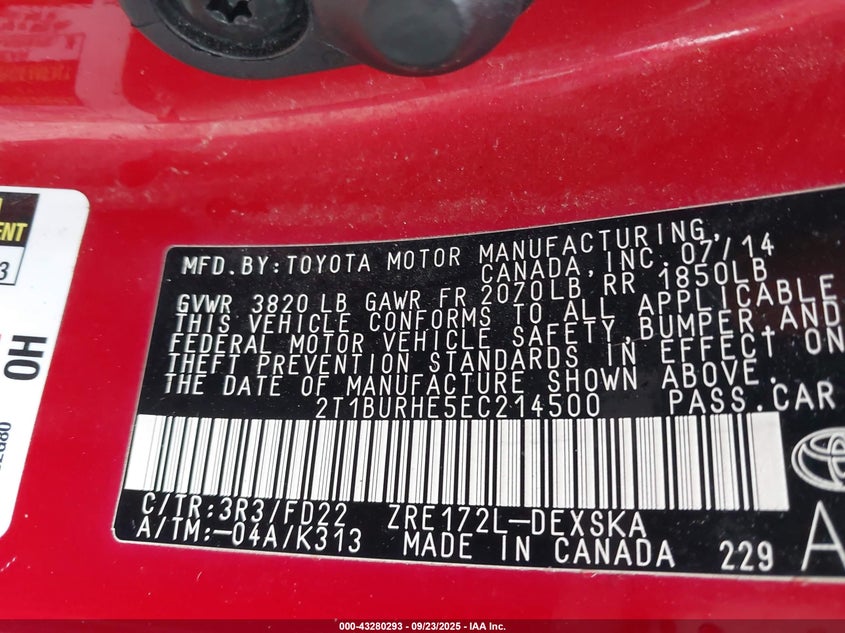 MFD.BY:TOYOTA MOTOR MANUFACTURING,
CANADA, INC. 07/14
GVWR 3820 LB GAWR FR 2070LB, RR 1850LB
THIS VEHICLE CONFORMS TO ALL APPLICABLE
FEDERAL MOTOR VEHICLE SAFETY, BUMPER, AND
THEFT PREVENTION STANDARDS IN EFFECT ON
THE DATE OF MANUFACTURE SHOWN ABOVE.
2T1BURHE5EC214500 PASS.CAR
C/TR:3R3/FD22 ZRE172L-DEXSKA
A/TM:-04A/K313 MADE IN CANADA 229 A
OH
000-43280293 - 09/23/2025 - IAA Inc.